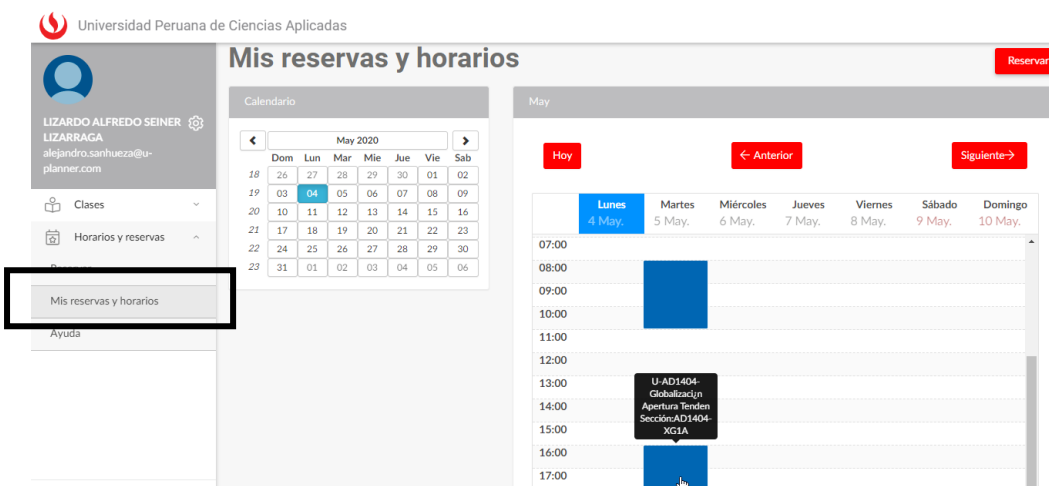 Universidad Peruana de Ciencias Aplicadas
LIZARDO ALFREDO SEINER
LIZARRAGA
alejandro.sanhueza@u-
planner.com
Clases
Horarios y reservas
Mis reservas y horarios
Ayuda
Mis reservas y horarios
Reservar
Calendario
May 2020
Dom Lun Mar Mie Jue Vie Sab
18 26 27 28 29 30 01 02
19 03 04 05 06 07 08 09
20 10 11 12 13 14 15 16
21 17 18 19 20 21 22 23
22 24 25 26 27 28 29 30
23 31 01 02 03 04 05 06
May
Hoy
← Anterior
Siguiente→
Lunes Martes Miércoles Jueves Viernes Sábado Domingo
4 May. 5 May. 6 May. 7 May. 8 May. 9 May. 10 May.
07:00
08:00
09:00
10:00
11:00
12:00
13:00
14:00
15:00
16:00
17:00
U-AD1404-
Globalizaci¿n
Apertura Tenden
Sección:AD1404-
XG1A